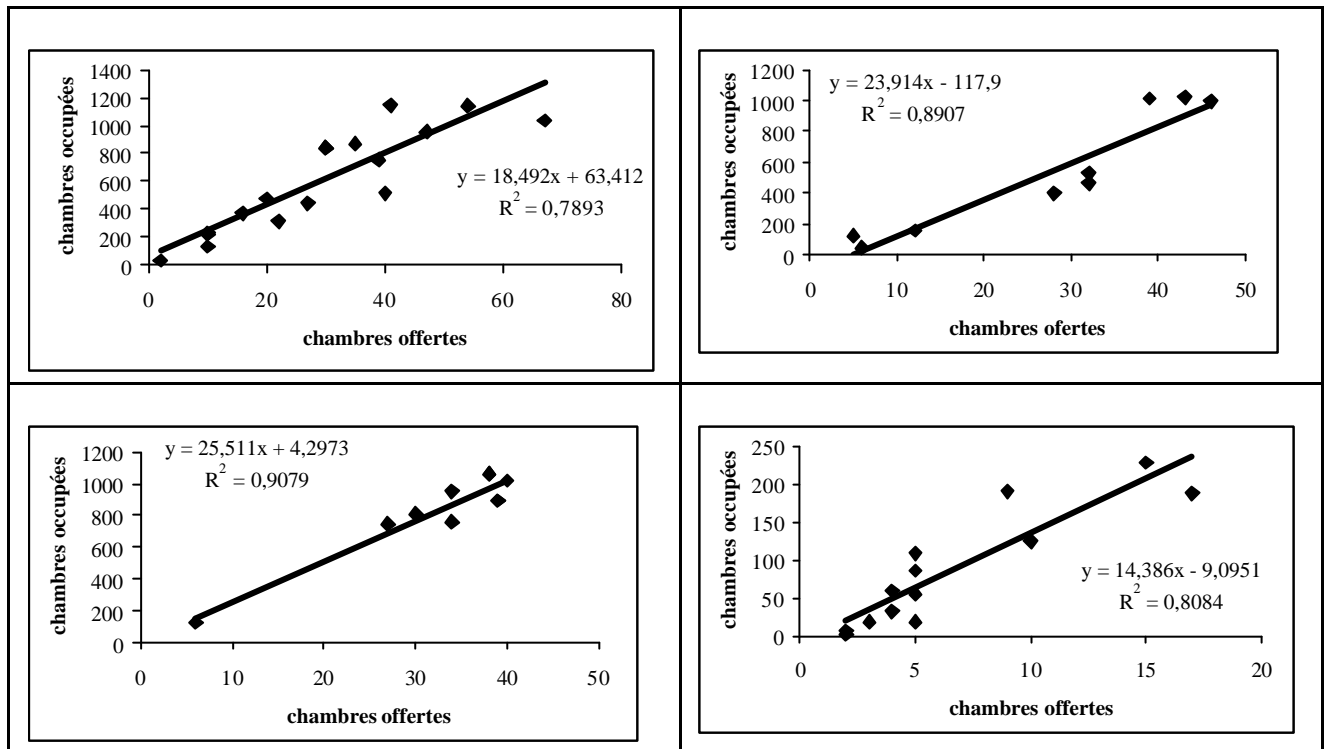 1400
1200
1000
800
600
400
200
0
chambres occupées
y = 18,492x + 63,412
R² = 0,7893
0 20 40 60 80
chambres offertes
1200
1000
800
600
400
200
0
chambres occupées
y = 23,914x - 117,9
R² = 0,8907
0 10 20 30 40 50
chambres ofertes
1200
1000
800
600
400
200
0
chambres occupées
y = 25,511x + 4,2973
R² = 0,9079
0 10 20 30 40 50
chambres offertes
250
200
150
100
50
0
chambres occupées
y = 14,386x - 9,0951
R² = 0,8084
0 5 10 15 20
chambres offertes